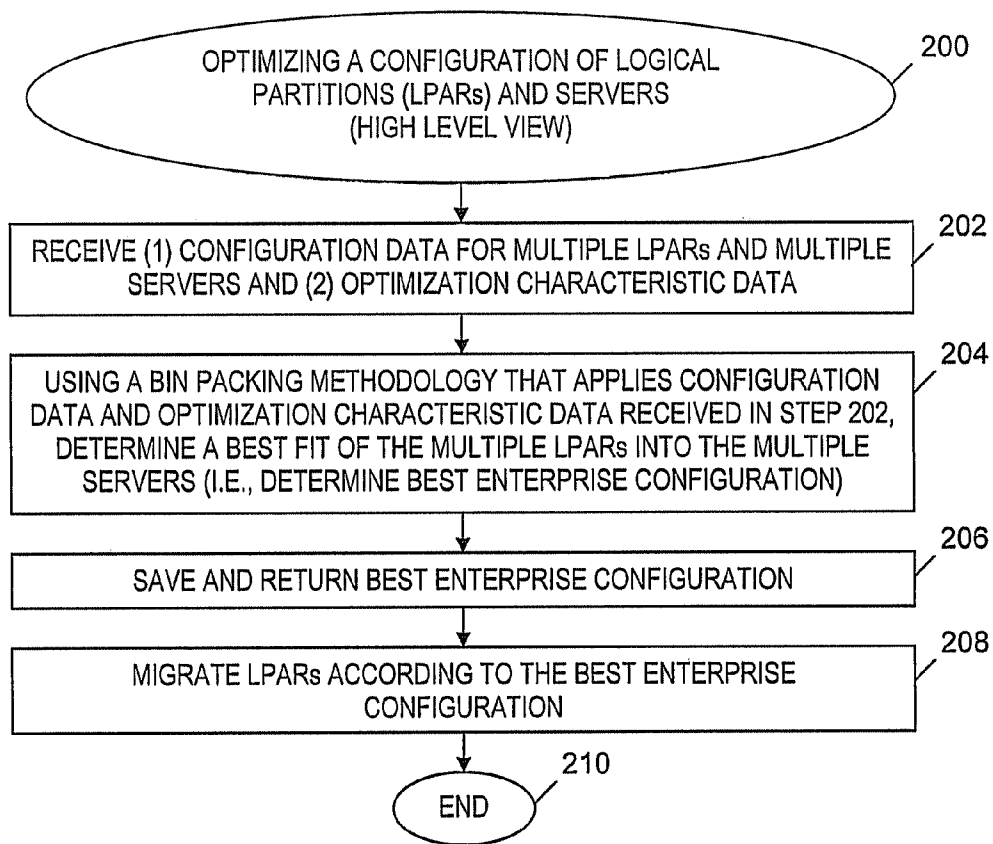 OPTIMIZING A CONFIGURATION OF LOGICAL
PARTITIONS (LPARs) AND SERVERS
(HIGH LEVEL VIEW)
200
RECEIVE (1) CONFIGURATION DATA FOR MULTIPLE LPARs AND MULTIPLE
SERVERS AND (2) OPTIMIZATION CHARACTERISTIC DATA
202
USING A BIN PACKING METHODOLOGY THAT APPLIES CONFIGURATION
DATA AND OPTIMIZATION CHARACTERISTIC DATA RECEIVED IN STEP 202,
DETERMINE A BEST FIT OF THE MULTIPLE LPARs INTO THE MULTIPLE
SERVERS (I.E., DETERMINE BEST ENTERPRISE CONFIGURATION)
204
SAVE AND RETURN BEST ENTERPRISE CONFIGURATION
206
MIGRATE LPARs ACCORDING TO THE BEST ENTERPRISE
CONFIGURATION
208
END
210